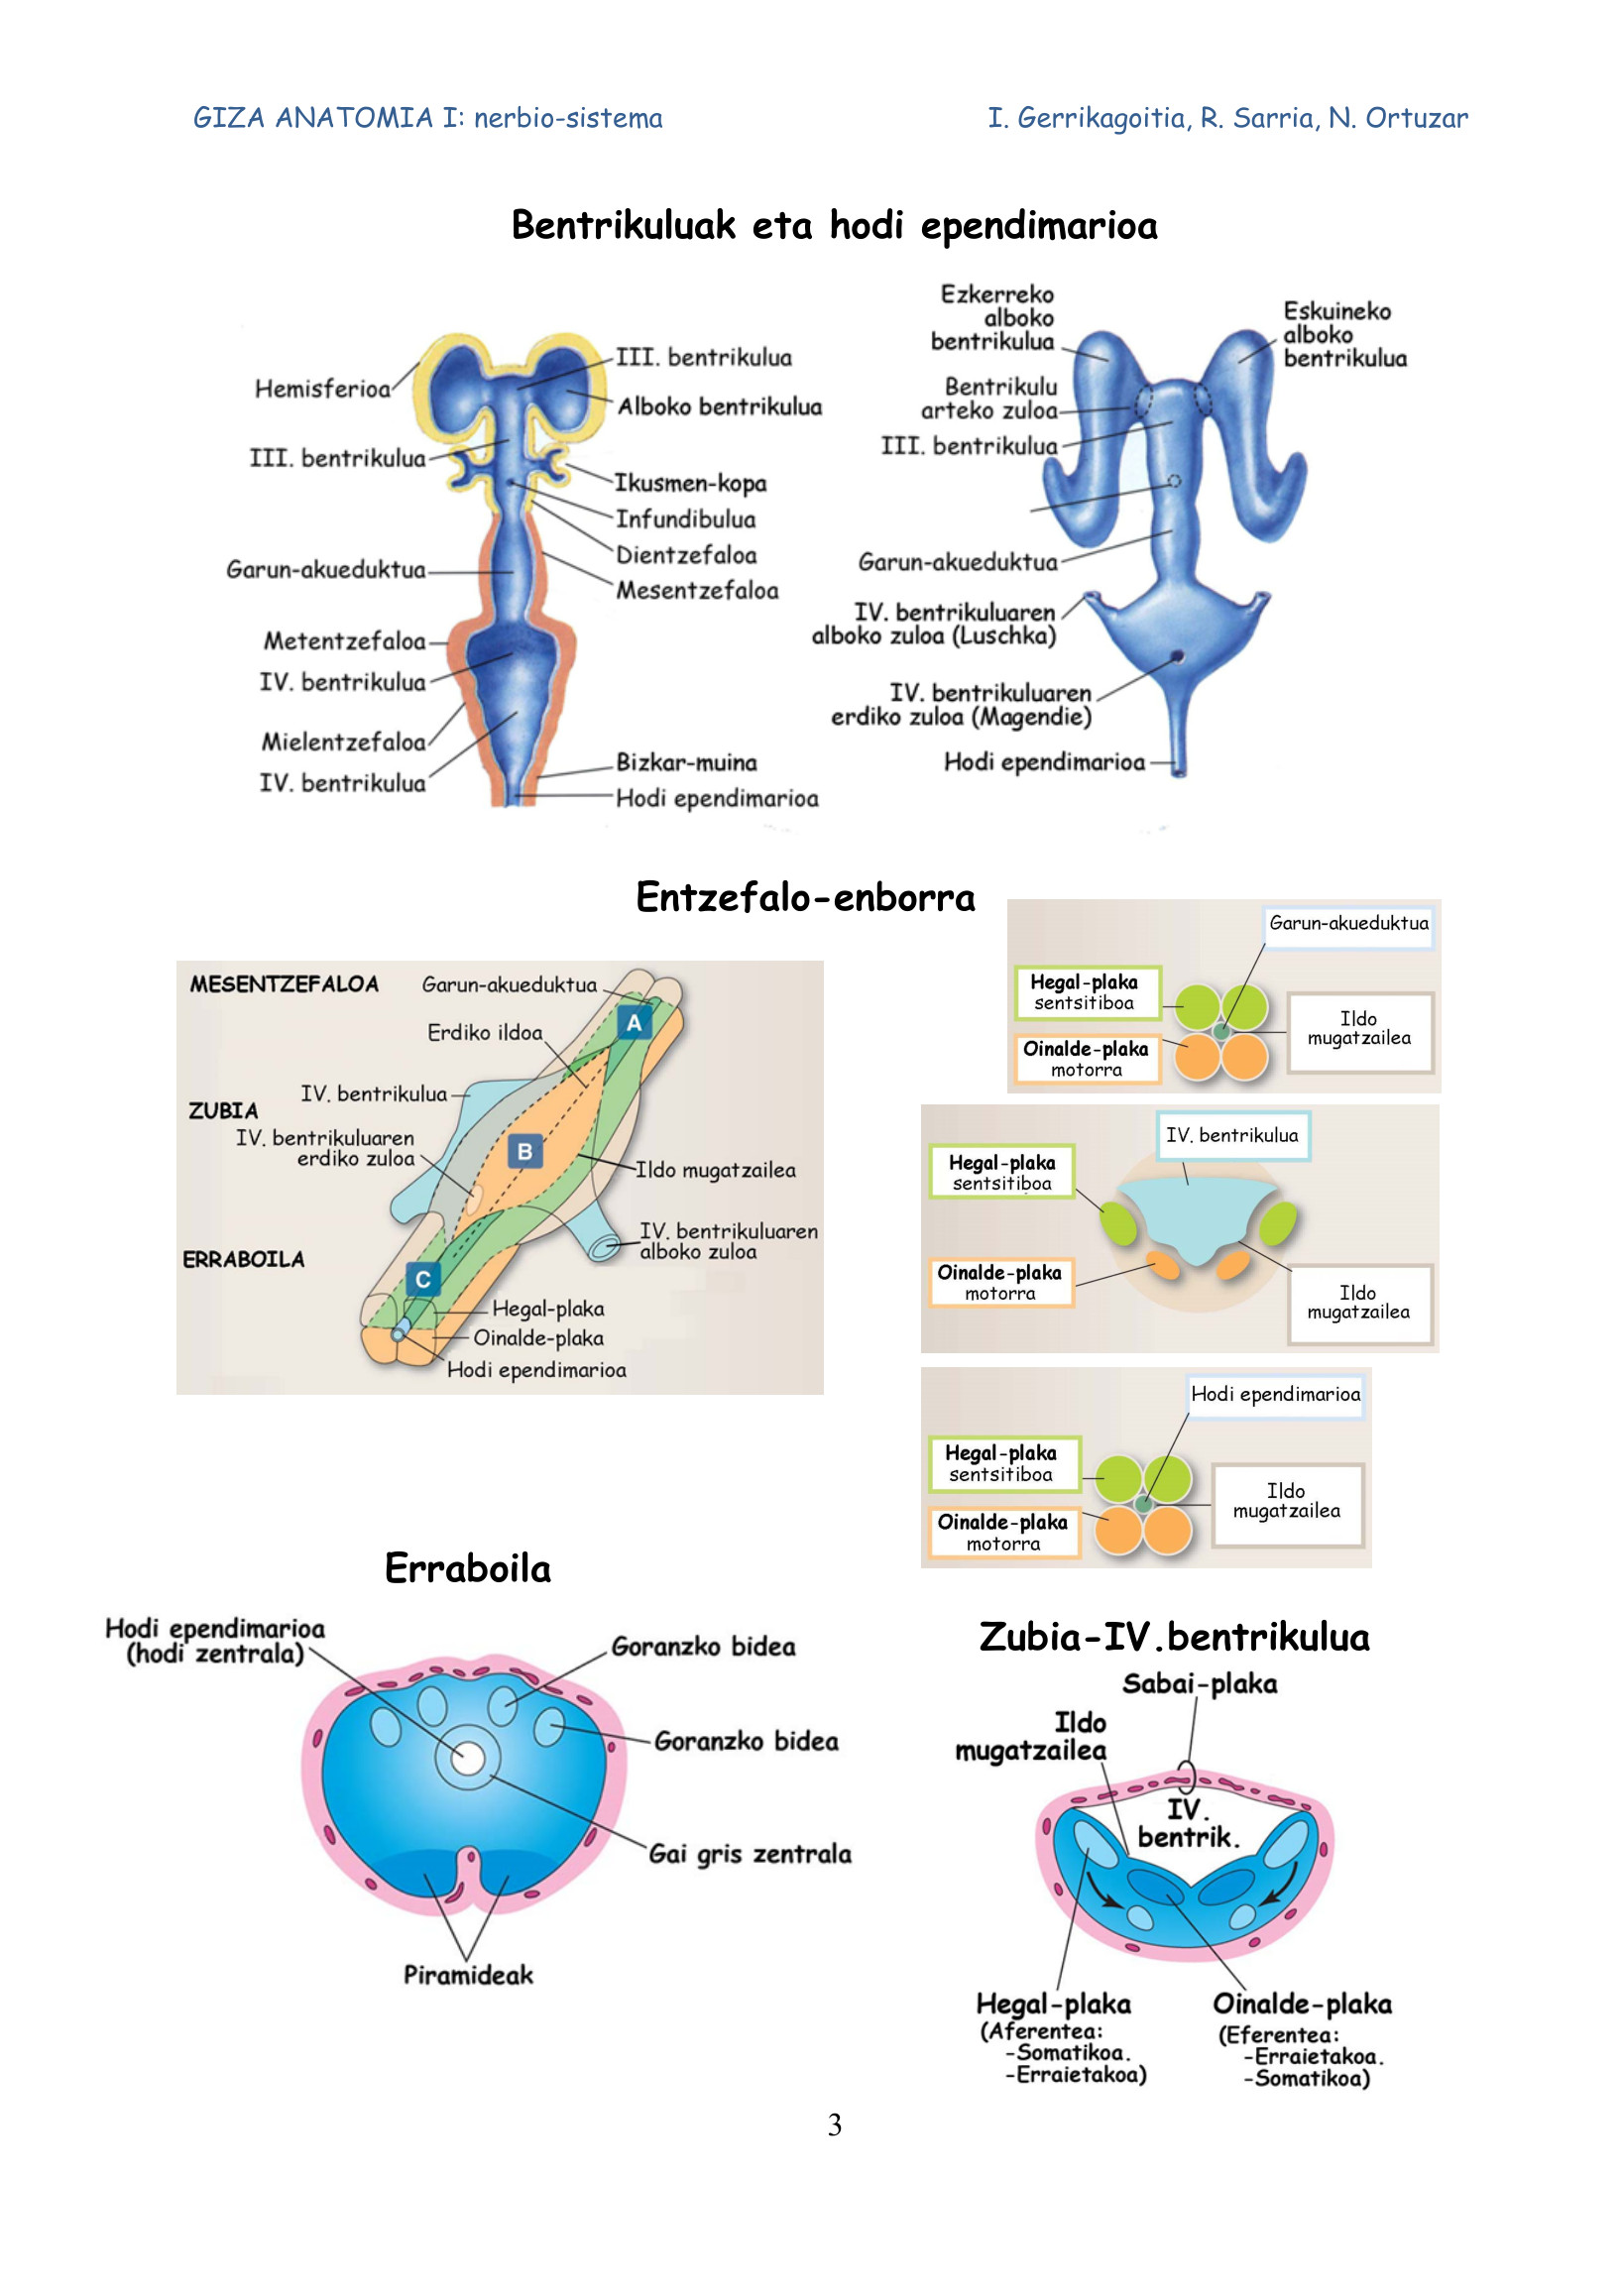 GIZA ANATOMIA I: nerbio-sistema
I. Gerrikagoitia, R. Sarria, N. Ortuzar
Bentrikuluak eta hodi ependimarioa
Hemisferioa
III. bentrikulua
Garun-akueduktua
Metentzefaloa
IV. bentrikulua
Mielentzefaloa
IV. bentrikulua
III. bentrikulua
Alboko bentrikulua
Ikusmen-kopa
Infundibulua
Dientzefaloa
Mesentzefaloa
Bizkar-muina
Hodi ependimarioa
Ezkerreko
alboko
bentrikulua
Bentrikulu
arteko zuloa
III. bentrikulua
Garun-akueduktua
IV. bentrikuluaren
alboko zuloa (Luschka)
IV. bentrikuluaren
erdiko zuloa (Magendie)
Hodi ependimarioa
Eskuineko
alboko
bentrikulua
Entzefalo-enborra
MESENTZEFALOA
Garun-akueduktua
A
Erdiko ildoa
IV. bentrikulua
ZUBIA
IV. bentrikuluaren
erdiko zuloa
B
Ildo mugatzailea
IV. bentrikuluaren
alboko zuloa
ERRABOILA
C
Hegal-plaka
Oinalde-plaka
Hodi ependimarioa
Garun-akueduktua
Hegal-plaka
sentsitiboa
Oinalde-plaka
motorra
Ildo
mugatzailea
IV. bentrikulua
Hegal-plaka
sentsitiboa
Oinalde-plaka
motorra
Ildo
mugatzailea
Hodi ependimarioa
Hegal-plaka
sentsitiboa
Oinalde-plaka
motorra
Ildo
mugatzailea
Erraboila
Hodi ependimarioa
(hodi zentrala)
Goranzko bidea
Goranzko bidea
Gai gris zentrala
Piramideak
Zubia-IV.bentrikulua
Sabai-plaka
Ildo
mugatzailea
IV.
bentrik.
Hegal-plaka
(Aferentea:
-Somatikoa.
-Erraietakoa)
Oinalde-plaka
(Eferentea:
-Erraietakoa.
-Somatikoa)
3